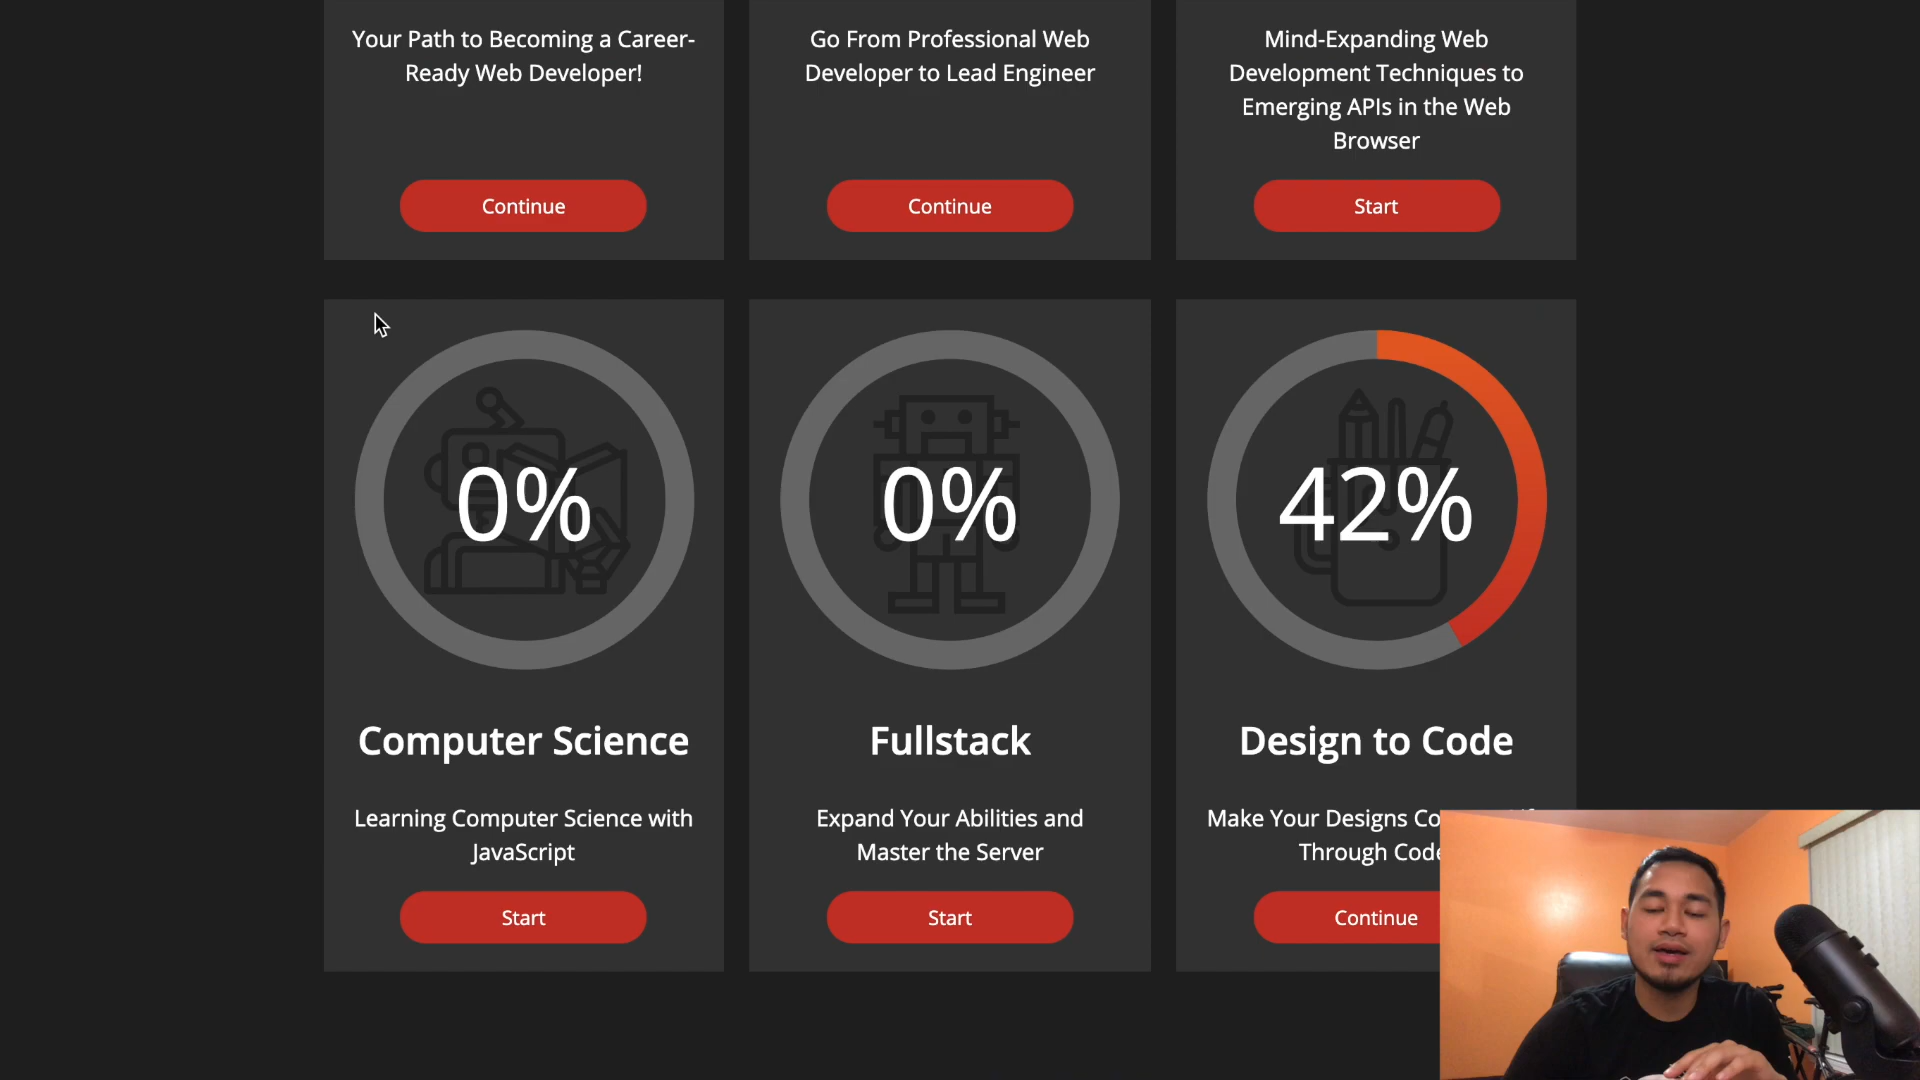 Your Path to Becoming a Career-
Ready Web Developer!
Continue
Go From Professional Web
Developer to Lead Engineer
Continue
Mind-Expanding Web
Development Techniques to
Emerging APIs in the Web
Browser
Start
0%
Computer Science
Learning Computer Science with
JavaScript
Start
0%
Fullstack
Expand Your Abilities and
Master the Server
Start
42%
Design to Code
Make Your Designs
Through Code
Continue